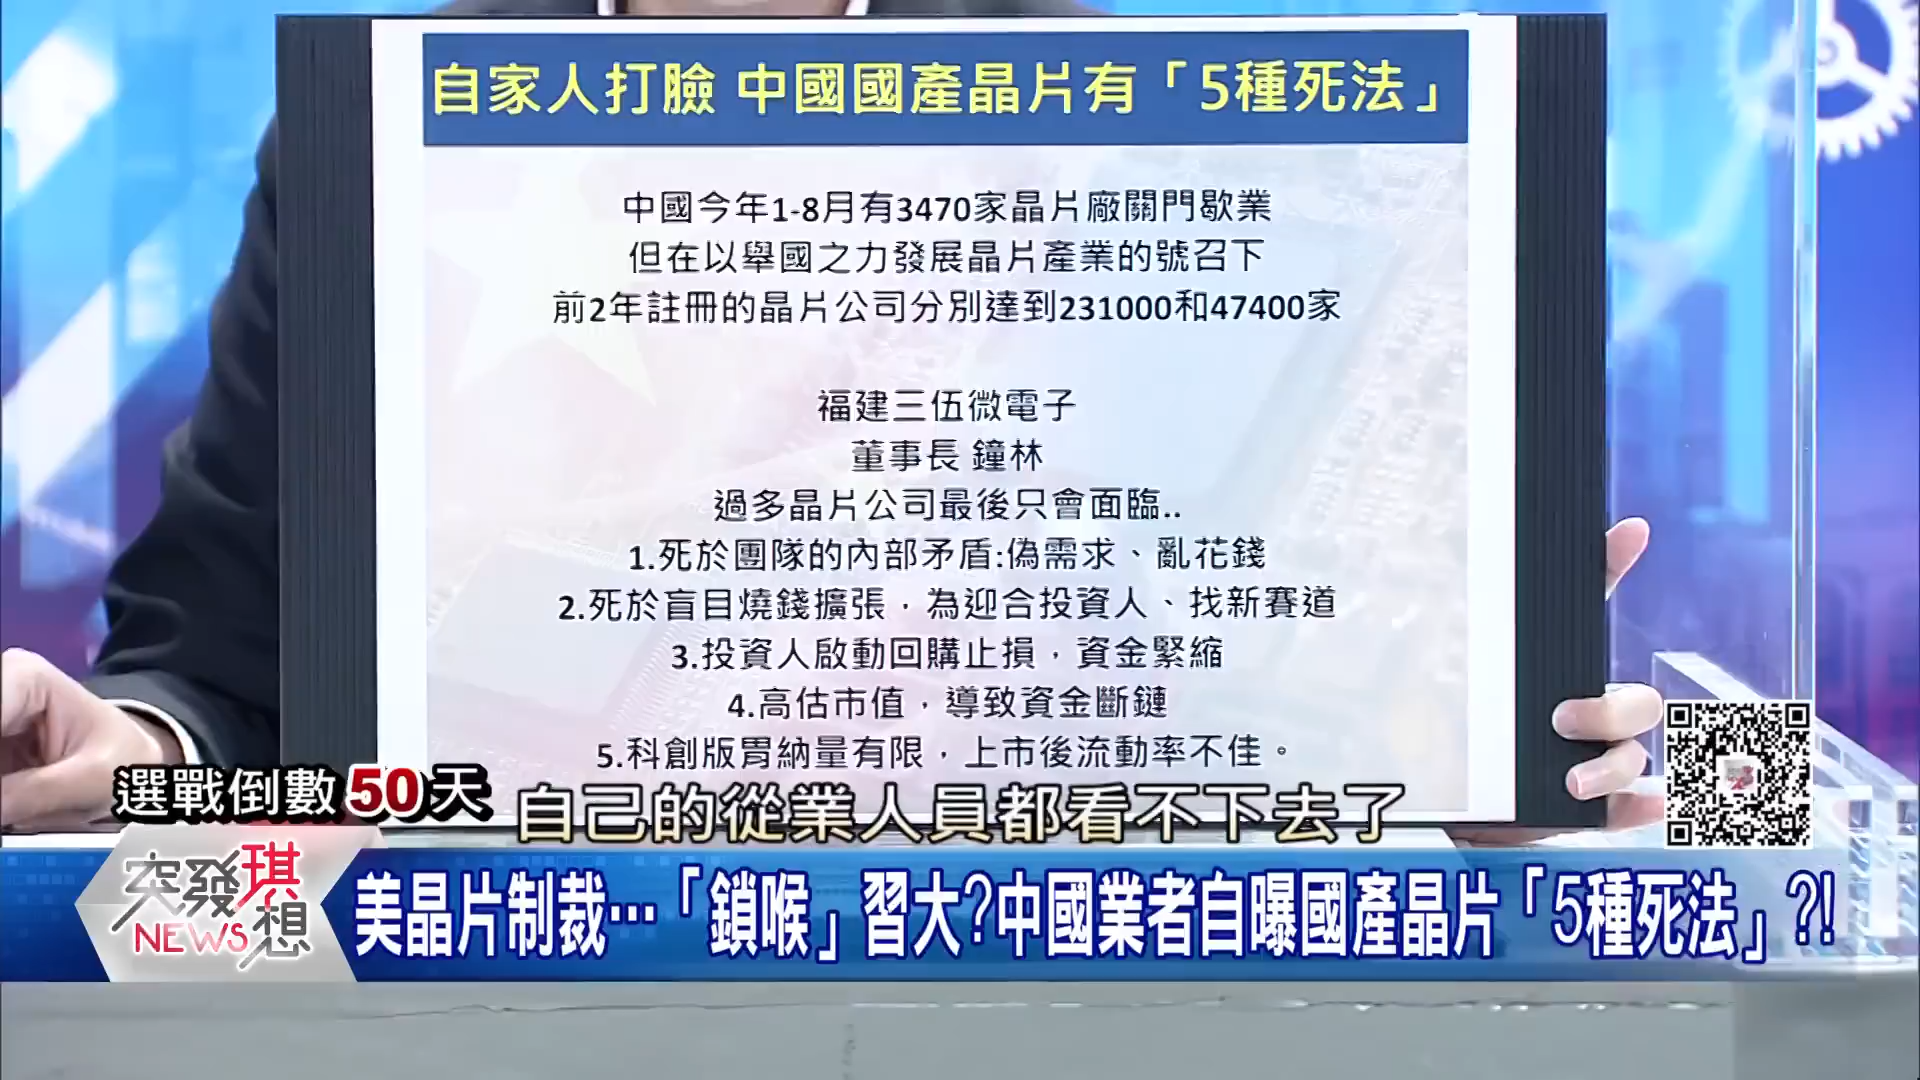 自家人打臉 中國國產晶片有「5種死法」
中國今年1-8月有3470家晶片廠關門歇業
但在以舉國之力發展晶片產業的號召下
前2年註冊的晶片公司分別達到231000和47400家
福建三伍微電子
董事長 鐘林
過多晶片公司最後只會面臨..
1.死於團隊的內部矛盾:偽需求、亂花錢
2.死於盲目燒錢擴張，為迎合投資人、找新賽道
3.投資人啟動回購止損，資金緊縮
4.高估市值，導致資金斷鏈
5.科創版胃納量有限，上市後流動率不佳。
選戰倒數50天
自己的從業人員都看不下去了
突發琪想
NEWS
美晶片制裁…「鎖喉」習大?中國業者自曝國產晶片「5種死法」?!